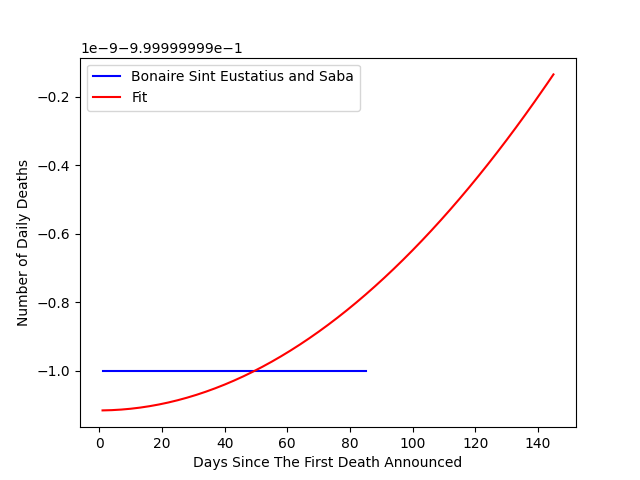 1e−9−9.99999999e−1
Bonaire Sint Eustatius and Saba
Fit
Number of Daily Deaths
−0.2
−0.4
−0.6
−0.8
−1.0
0 20 40 60 80 100 120 140
Days Since The First Death Announced